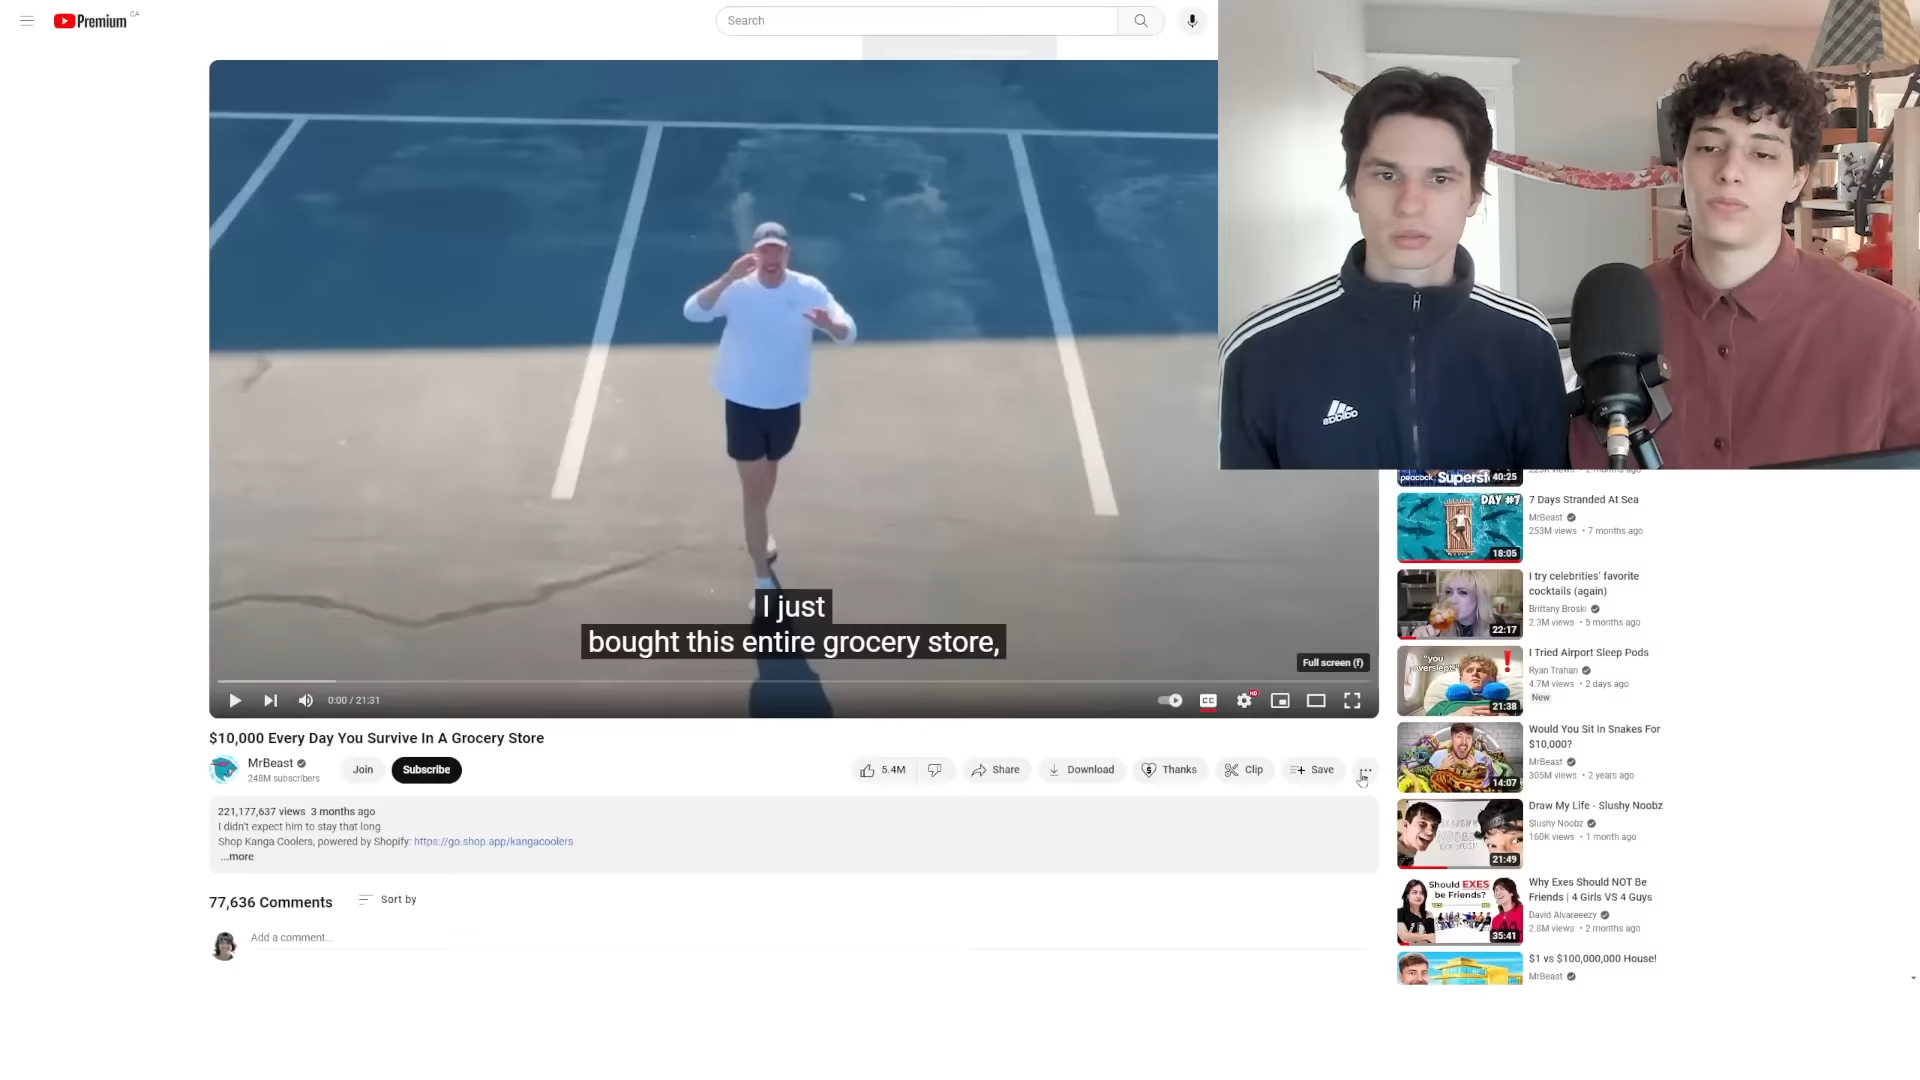 Premium CA
Search
I just
bought this entire grocery store,
Full screen (f)
0:00 / 21:31
CC
HD
$10,000 Every Day You Survive In A Grocery Store
MrBeast
248M subscribers
Join
Subscribe
5.4M
Share
Download
Thanks
Clip
Save
221,177,637 views 3 months ago
I didn't expect him to stay that long
Shop Kanga Coolers, powered by Shopify: https://go.shop.app/kangacoolers
...more
77,636 Comments
Sort by
Add a comment...
adidas
peacock Superst
40:25
DAY #7
18:05
7 Days Stranded At Sea
MrBeast
253M views • 7 months ago
22:17
I try celebrities' favorite
cocktails (again)
Brittany Broski
2.3M views • 5 months ago
"you
overslept"
21:38
I Tried Airport Sleep Pods
Ryan Trahan
4.7M views • 2 days ago
New
14:07
Would You Sit In Snakes For
$10,000?
MrBeast
305M views • 2 years ago
21:49
Draw My Life - Slushy Noobz
Slushy Noobz
160K views • 1 month ago
Should EXES
be Friends?
YES
NO
35:41
Why Exes Should NOT Be
Friends | 4 Girls VS 4 Guys
David Alvareeezy
2.8M views • 2 months ago
$1 vs $100,000,000 House!
MrBeast